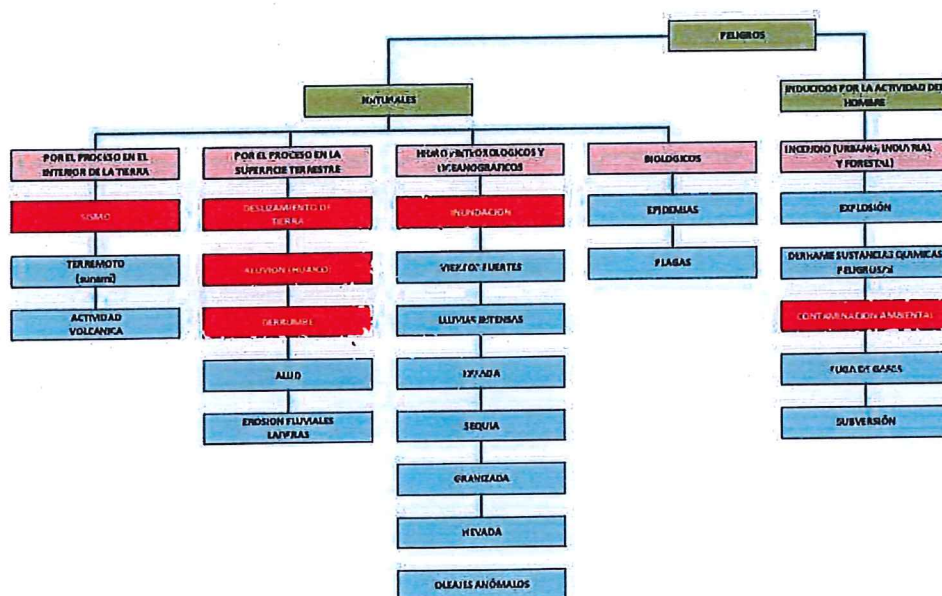 PELIGROS
NATURALES
INDUCIDOS POR LA ACTIVIDAD DEL
HOMBRE
POR EL PROCESO EN EL
INTERIOR DE LA TIERRA
SISMO
TERREMOTO
(sunami)
ACTIVIDAD
VOLCANICA
POR EL PROCESO EN LA
SUPERFICIE TERRESTRE
DESLIZAMIENTO DE
TIERRA
ALUVION (HUAICO)
DERRUMBE
ALUD
EROSION FLUVIALES
LADERAS
HIDRO METEOROLOGICOS Y
OCEANOGRAFICOS
INUNDACION
VIENTOS FUERTES
LLUVIAS INTENSAS
HELADA
SEQUIA
GRANIZADA
NEVADA
OLEAJES ANÓMALOS
BIOLOGICOS
EPIDEMIAS
PLAGAS
INCENDIO (URBANO, INDUSTRIAL
Y FORESTAL)
EXPLOSIÓN
DERRAME SUSTANCIAS QUIMICAS
PELIGROSAS
CONTAMINACION AMBIENTAL
FUGA DE GASES
SUBVERSIÓN